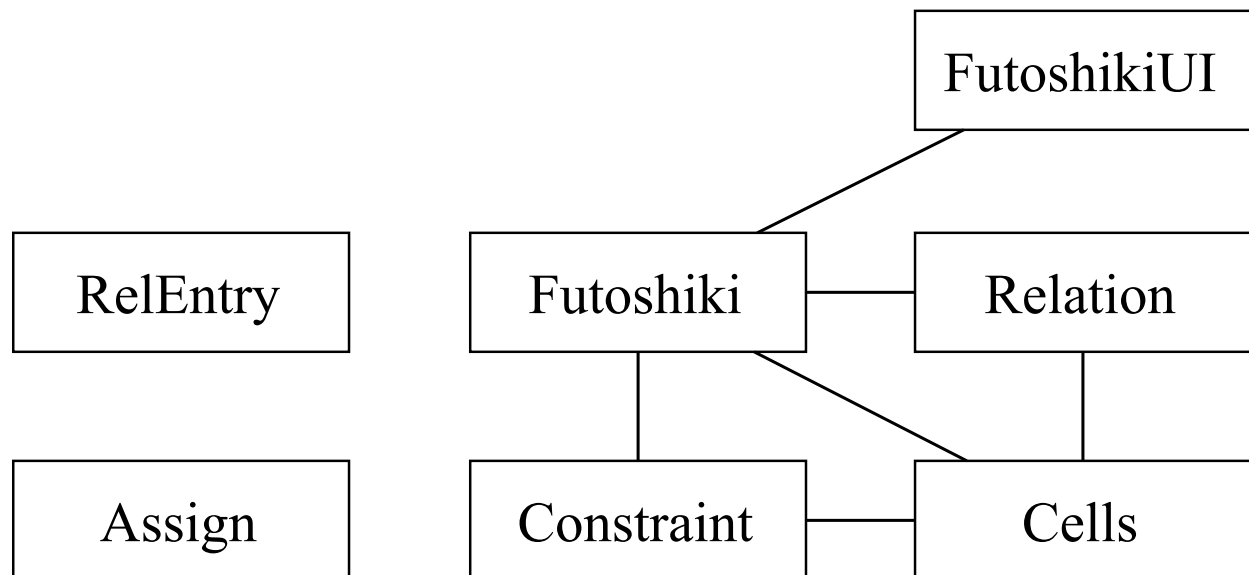 FutoshikiUI
RelEntry
Futoshiki
Relation
Assign
Constraint
Cells